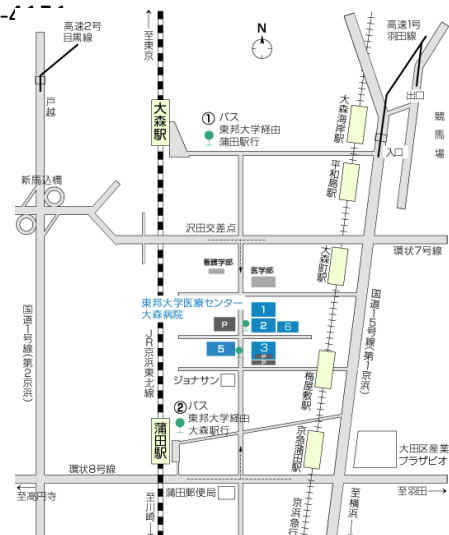 高速2号
目黒線
戸越
至東京
N
高速1号
羽田線
出口
入口
競馬場
大森駅
① バス
東邦大学経由
蒲田駅行
大森海岸駅
平和島駅
新馬込橋
沢田交差点
環状7号線
看護学部
医学部
大森町駅
東邦大学医療センター
大森病院
1
P
2
6
5
3
国道1号線(第2京浜)
JR京浜東北線
国道15号線(第1京浜)
ジョナサン
梅屋敷駅
② バス
東邦大学経由
大森駅行
蒲田駅
京急蒲田駅
大田区産業
プラザピオ
環状8号線
至高円寺
至川崎
蒲田郵便局
京浜急行
至横浜
至羽田